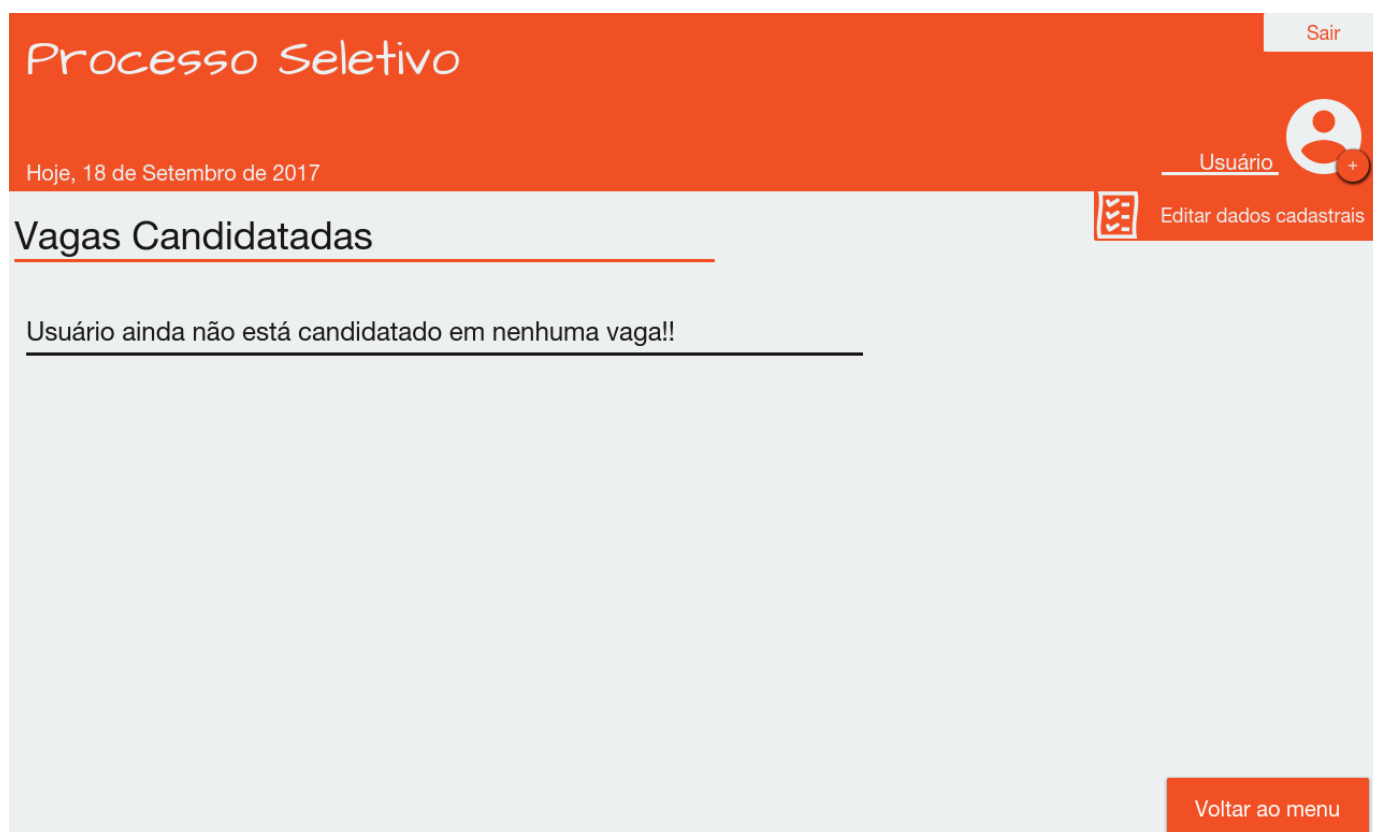 Sair
Processo Seletivo
Usuário
+
Hoje, 18 de Setembro de 2017
Editar dados cadastrais
Vagas Candidatadas
Usuário ainda não está candidatado em nenhuma vaga!!
Voltar ao menu